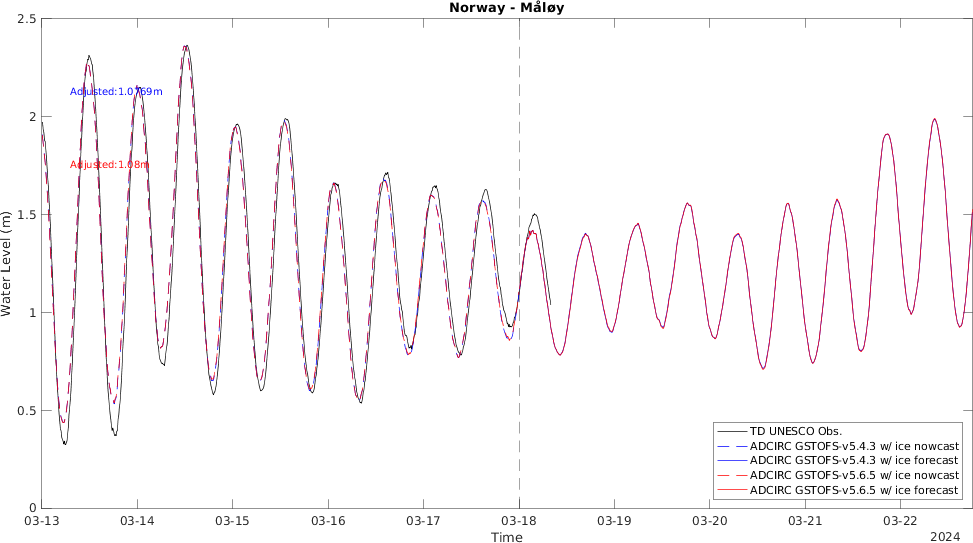 Norway - Måløy
2.5
2
1.5
1
0.5
0
Water Level (m)
Adjusted:1.0769m
Adjusted:1.08m
TD UNESCO Obs.
ADCIRC GSTOFS-v5.4.3 w/ ice nowcast
ADCIRC GSTOFS-v5.4.3 w/ ice forecast
ADCIRC GSTOFS-v5.6.5 w/ ice nowcast
ADCIRC GSTOFS-v5.6.5 w/ ice forecast
03-13 03-14 03-15 03-16 03-17 03-18 03-19 03-20 03-21 03-22
Time
2024